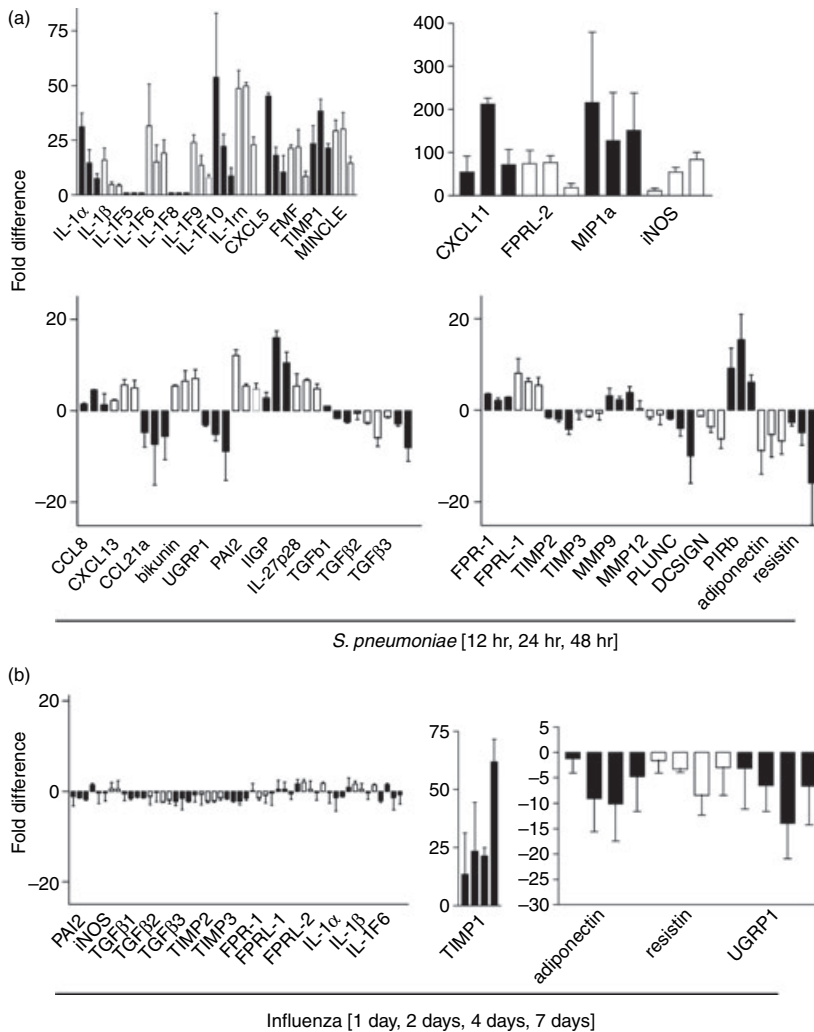 (a)
Fold difference
75
50
25
0
IL-1α
IL-1β
IL-1F5
IL-1F6
IL-1F8
IL-1F9
IL-1F10
IL-1rn
CXCL5
FMF
TIMP1
MINCLE
400
300
200
100
0
CXCL11
FPRL-2
MIP1a
iNOS
20
0
−20
CCL8
CXCL13
CCL21a
bikunin
UGRP1
PAI2
IIGP
IL-27p28
TGFb1
TGFβ2
TGFβ3
20
0
−20
FPR-1
FPRL-1
TIMP2
TIMP3
MMP9
MMP12
PLUNC
DCSIGN
PIRb
adiponectin
resistin
S. pneumoniae [12 hr, 24 hr, 48 hr]
(b)
Fold difference
20
0
−20
PAI2
iNOS
TGFβ1
TGFβ2
TGFβ3
TIMP2
TIMP3
FPR-1
FPRL-1
FPRL-2
IL-1α
IL-1β
IL-1F6
75
50
25
0
TIMP1
5
0
−5
−10
−15
−20
−25
−30
adiponectin
resistin
UGRP1
Influenza [1 day, 2 days, 4 days, 7 days]